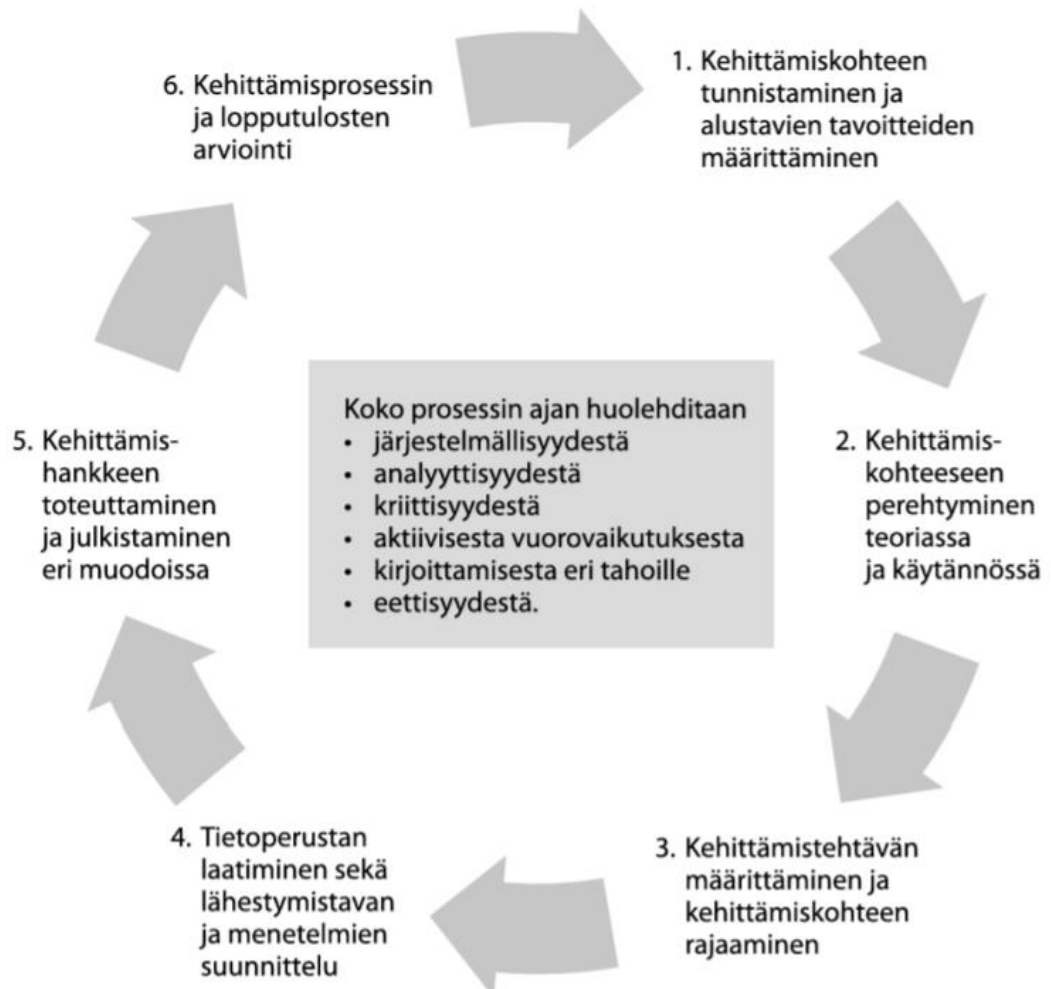 1. Kehittämiskohteen
tunnistaminen ja
alustavien tavoitteiden
määrittäminen
2. Kehittämis-
kohteeseen
perehtyminen
teoriassa
ja käytännössä
3. Kehittämistehtävän
määrittäminen ja
kehittämiskohteen
rajaaminen
4. Tietoperustan
laatiminen sekä
lähestymistavan
ja menetelmien
suunnittelu
5. Kehittämis-
hankkeen
toteuttaminen
ja julkistaminen
eri muodoissa
6. Kehittämisprosessin
ja lopputulosten
arviointi
Koko prosessin ajan huolehditaan
• järjestelmällisyydestä
• analyyttisyydestä
• kriittisyydestä
• aktiivisesta vuorovaikutuksesta
• kirjoittamisesta eri tahoille
• eettisyydestä.